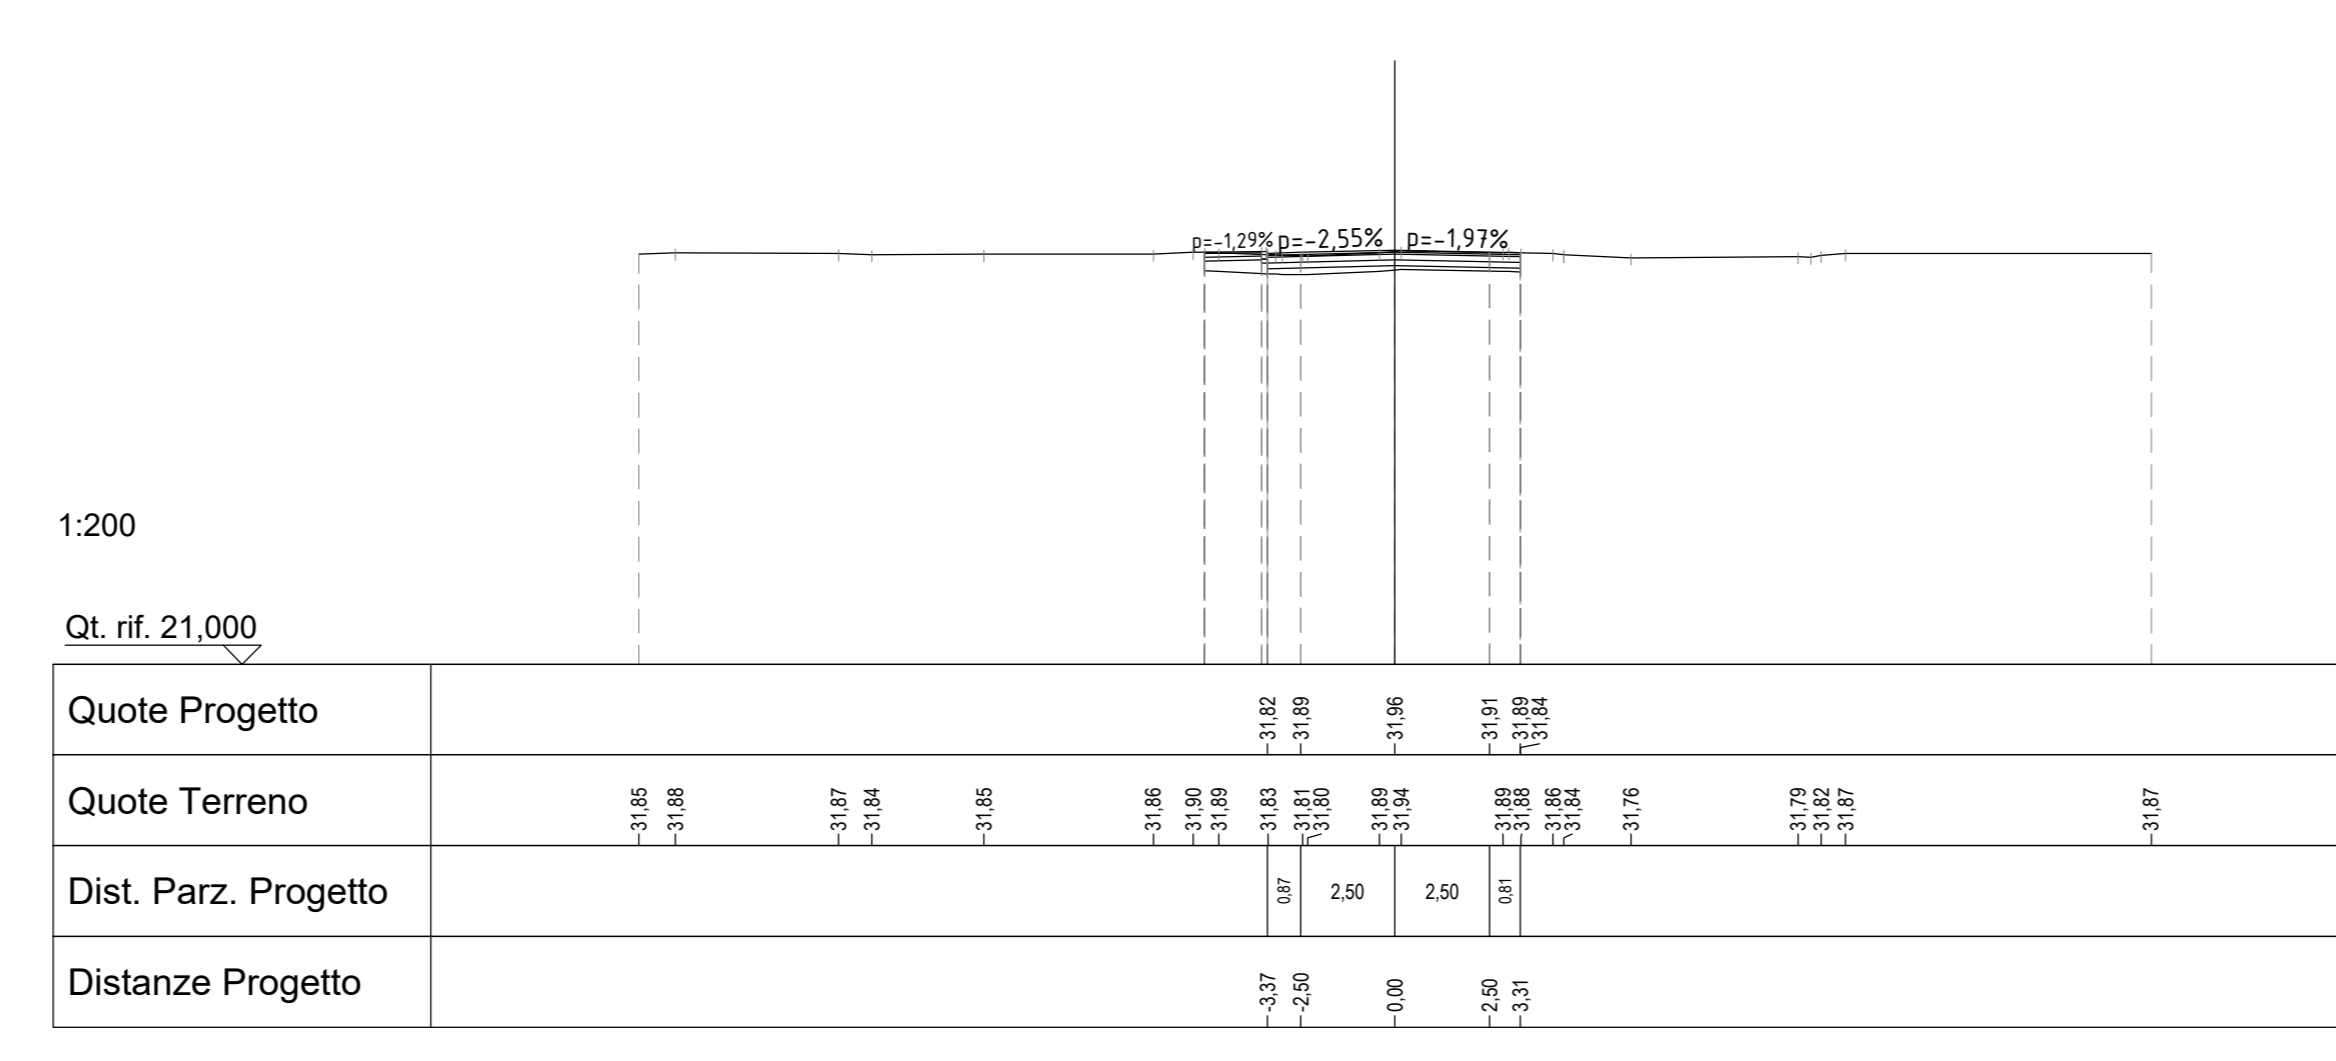 p=-1,29% p=-2,55% p=-1,97%
1:200
Qt. rif. 21,000
Quote Progetto 31,82 31,89 31,96 31,91 31,89 31,84
Quote Terreno 31,85 31,88 31,87 31,84 31,85 31,86 31,90 31,89 31,83 31,81 31,80 31,89 31,94 31,89 31,88 31,86 31,84 31,76 31,79 31,82 31,87 31,87
Dist. Parz. Progetto 0,87 2,50 2,50 0,81
Distanze Progetto -3,37 -2,50 0,00 2,50 3,31